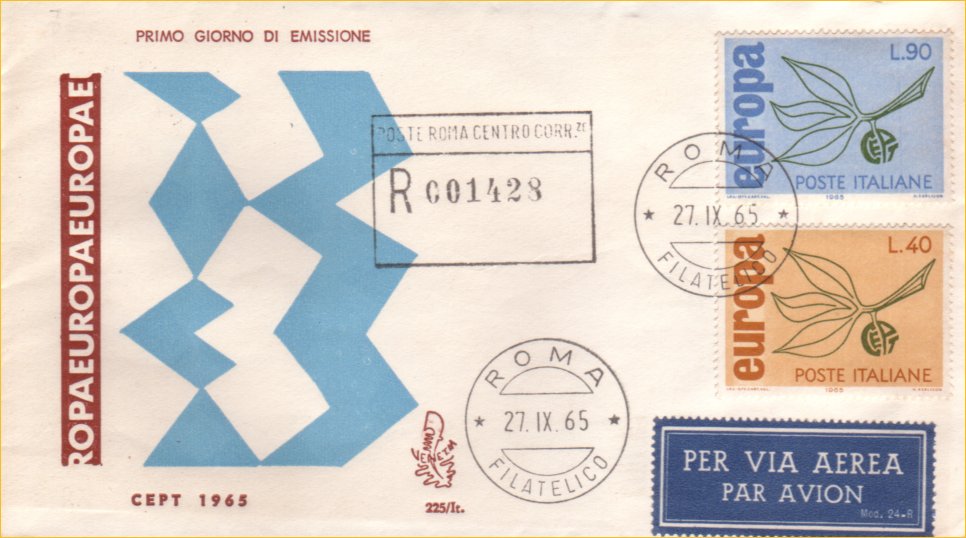 PRIMO GIORNO DI EMISSIONE
ROPAEUROPAEUROPAE
CEPT 1965
VENETIA
225/It.
POSTE ROMA CENTRO CORR.ZE
R 001428
ROMA
27. IX. 65
FILATELICO
ROMA
27. IX. 65
FILATELICO
europa
L.90
POSTE ITALIANE
1965
europa
L.40
POSTE ITALIANE
1965
PER VIA AEREA
PAR AVION
Mod. 24-B